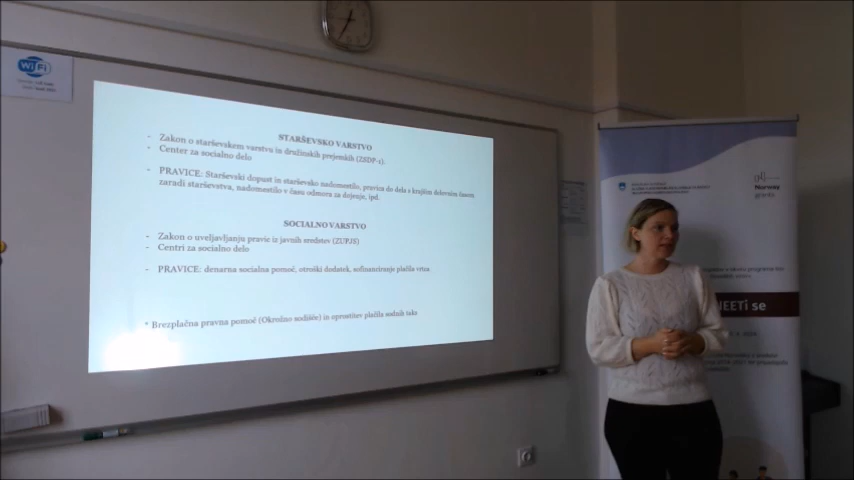 WiFi
STARŠEVSKO VARSTVO
- Zakon o starševskem varstvu in družinskih prejemkih (ZSDP-1).
- Center za socialno delo
- PRAVICE: Starševski dopust in starševsko nadomestilo, pravica do dela s krajšim delovnim časom
zaradi starševstva, nadomestilo v času odmora za dojenje, ipd.
SOCIALNO VARSTVO
- Zakon o uveljavljanju pravic iz javnih sredstev (ZUPJS)
- Centri za socialno delo
- PRAVICE: denarna socialna pomoč, otroški dodatek, sofinanciranje plačila vrtca
* Brezplačna pravna pomoč (Okrožno sodišče) in oprostitev plačila sodnih taks
Norway
grants
NEETi se